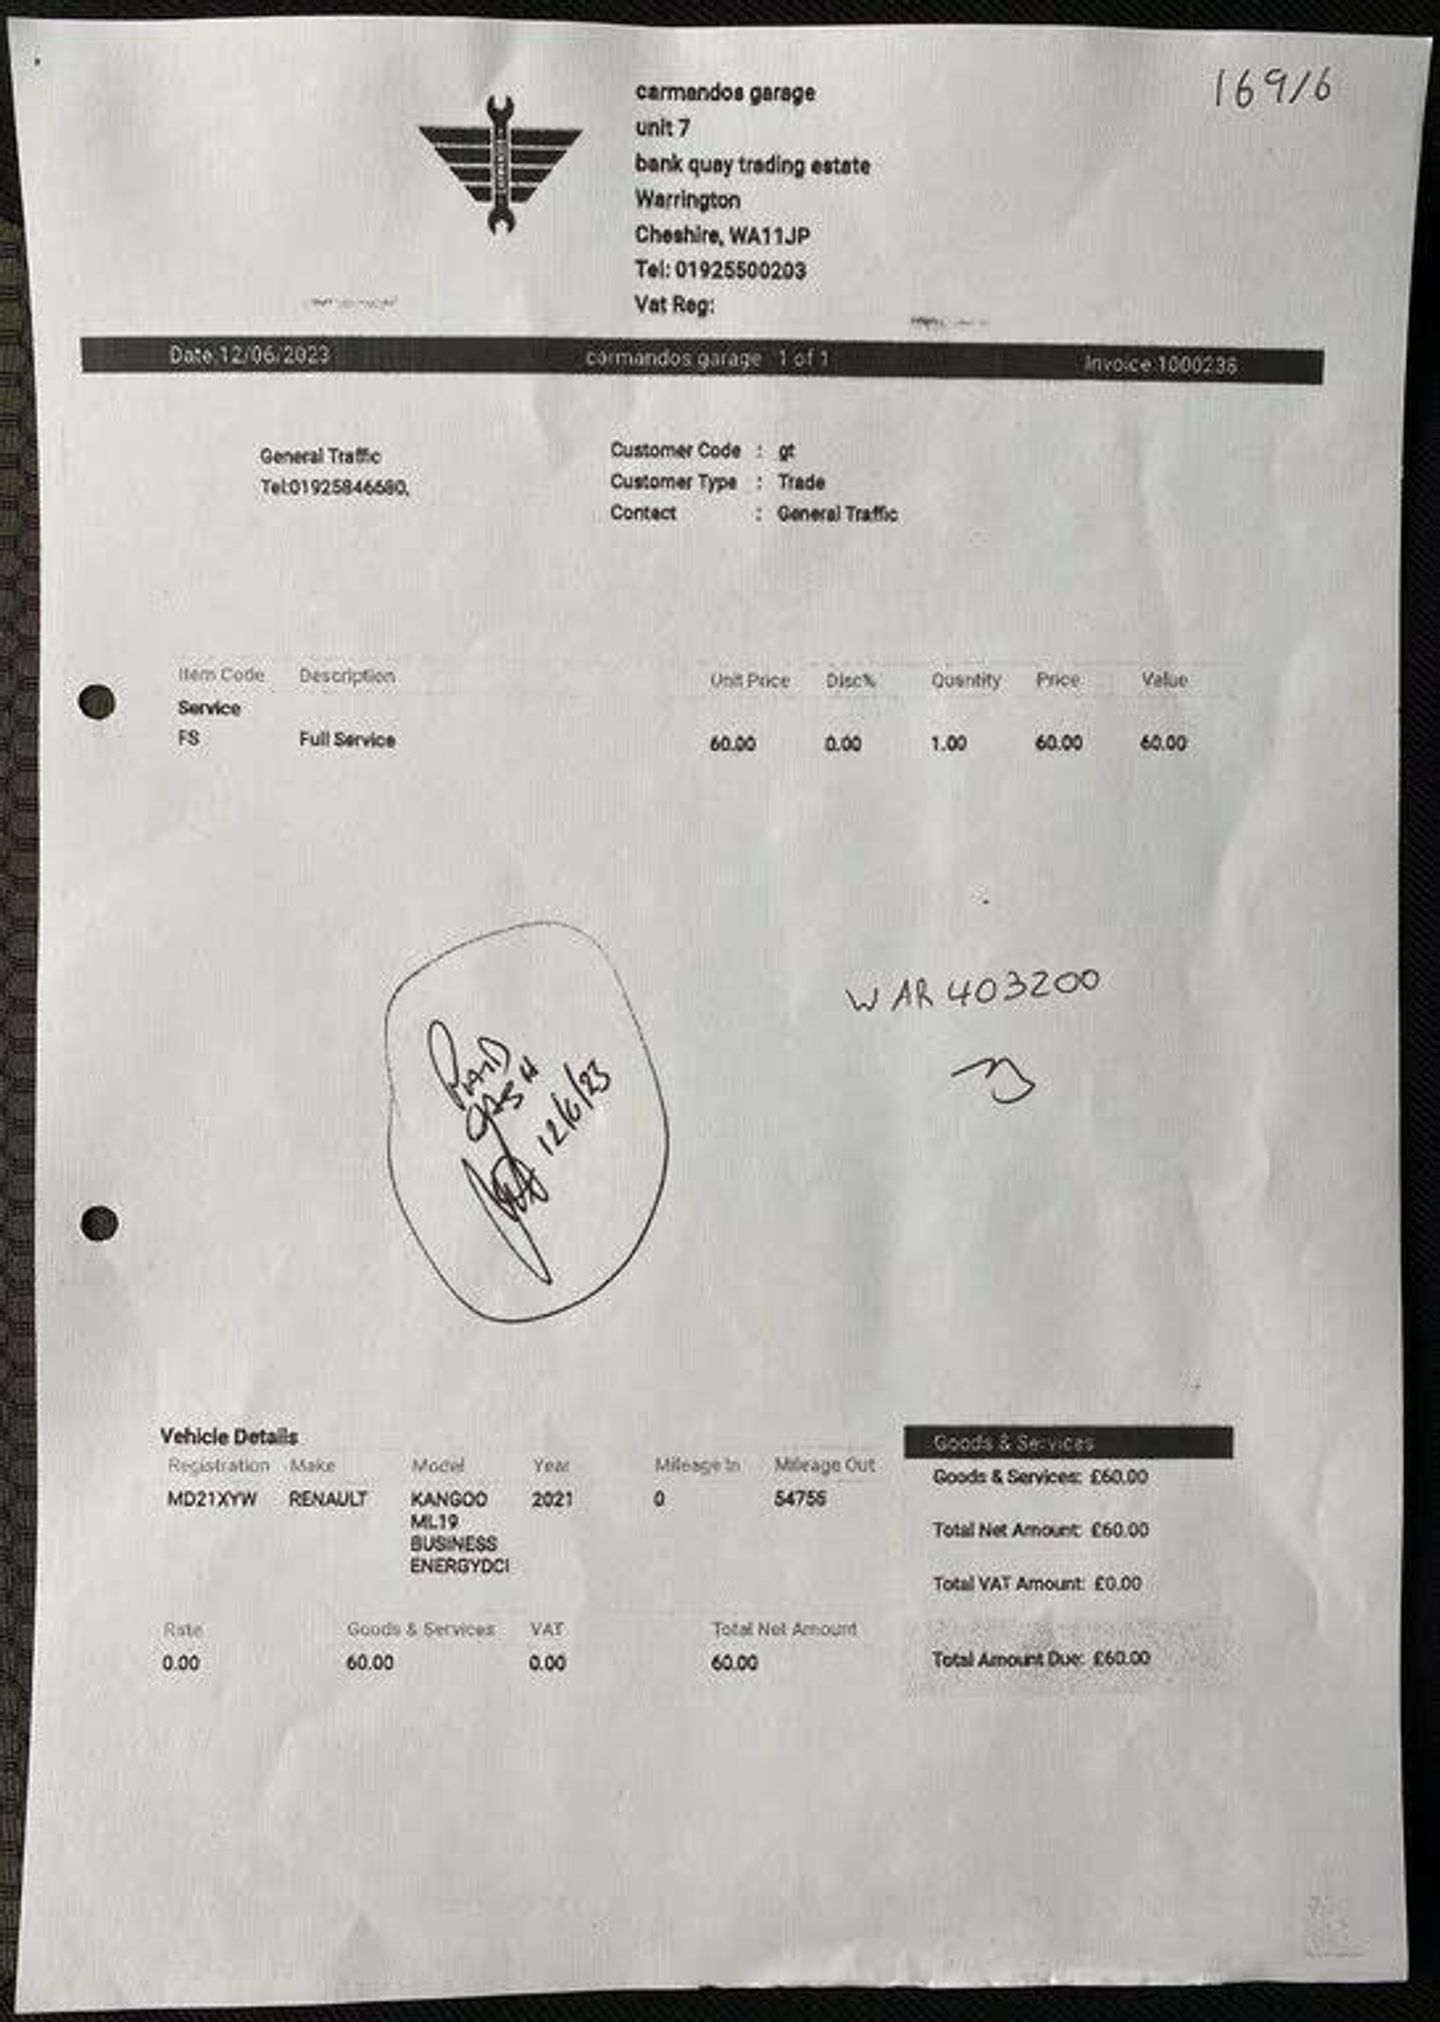 169/6
carmandos garage
unit 7
bank quay trading estate
Warrington
Cheshire, WA11JP
Tel: 01925500203
Vat Reg:
Date 12/06/2023 carmandos garage 1 of 1 Invoice 1000238
General Traffic
Tel:01925846680,
Customer Code : gt
Customer Type : Trade
Contact : General Traffic
Item Code Description Unit Price Disc% Quantity Price Value
Service
FS Full Service 60.00 0.00 1.00 60.00 60.00
WAR403200
PAID
CASH
12/6/23
Vehicle Details
Registration Make Model Year Mileage In Mileage Out
MD21XYW RENAULT KANGOO 2021 0 54756
ML19
BUSINESS
ENERGYDCI
Goods & Services
Goods & Services: £60.00
Total Net Amount: £60.00
Total VAT Amount: £0.00
Total Amount Due: £60.00
Rate Goods & Services VAT Total Net Amount
0.00 60.00 0.00 60.00